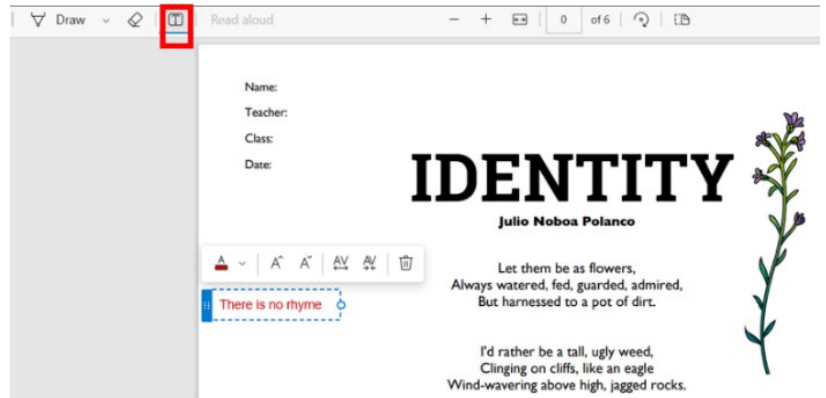 Draw
Read aloud
0 of 6
Name:
Teacher:
Class:
Date:
IDENTITY
Julio Noboa Polanco
A A A AV AV
There is no rhyme
Let them be as flowers,
Always watered, fed, guarded, admired,
But harnessed to a pot of dirt.
I'd rather be a tall, ugly weed,
Clinging on cliffs, like an eagle
Wind-wavering above high, jagged rocks.